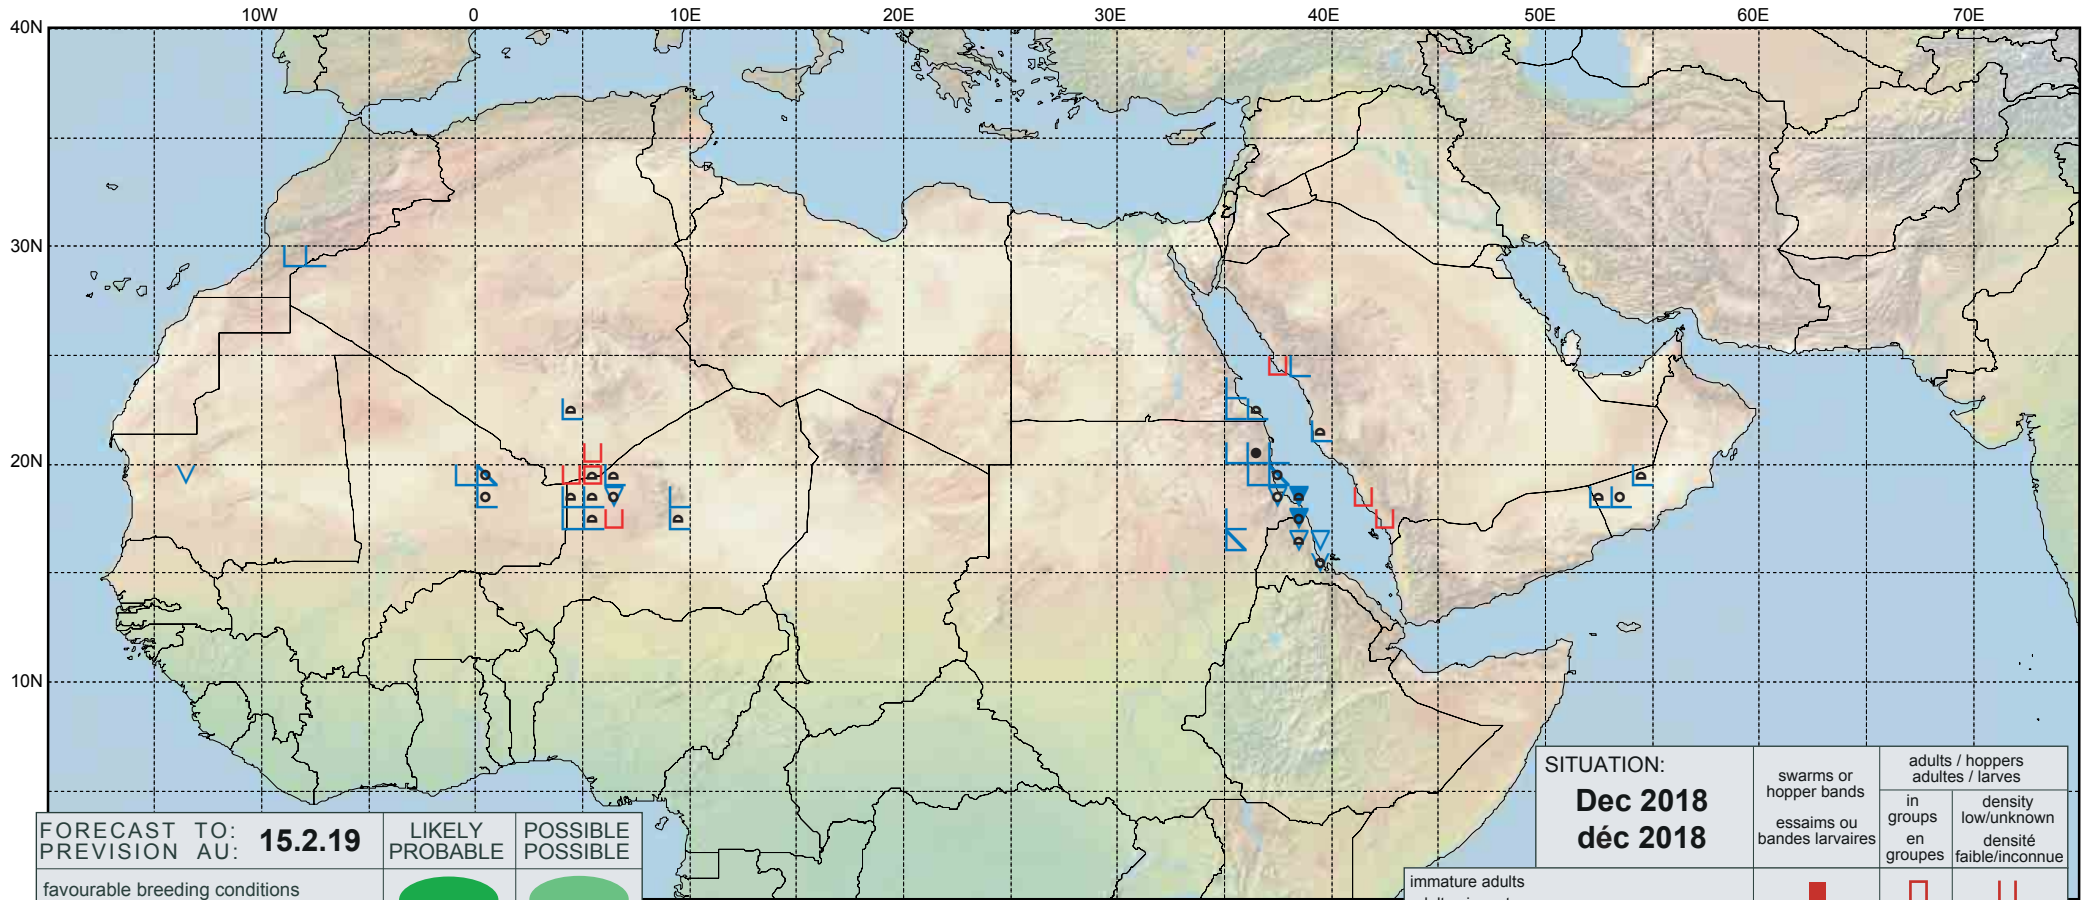 10W 0 10E 20E 30E 40E 50E 60E 70E
40N
30N
20N
10N
FORECAST TO: 15.2.19
PREVISION AU:
LIKELY
PROBABLE
POSSIBLE
POSSIBLE
favourable breeding conditions
SITUATION:
Dec 2018
déc 2018
swarms or
hopper bands
essaims ou
bandes larvaires
adults / hoppers
adultes / larves
in
groups
en
groupes
density
low/unknown
densité
faible/inconnue
immature adults